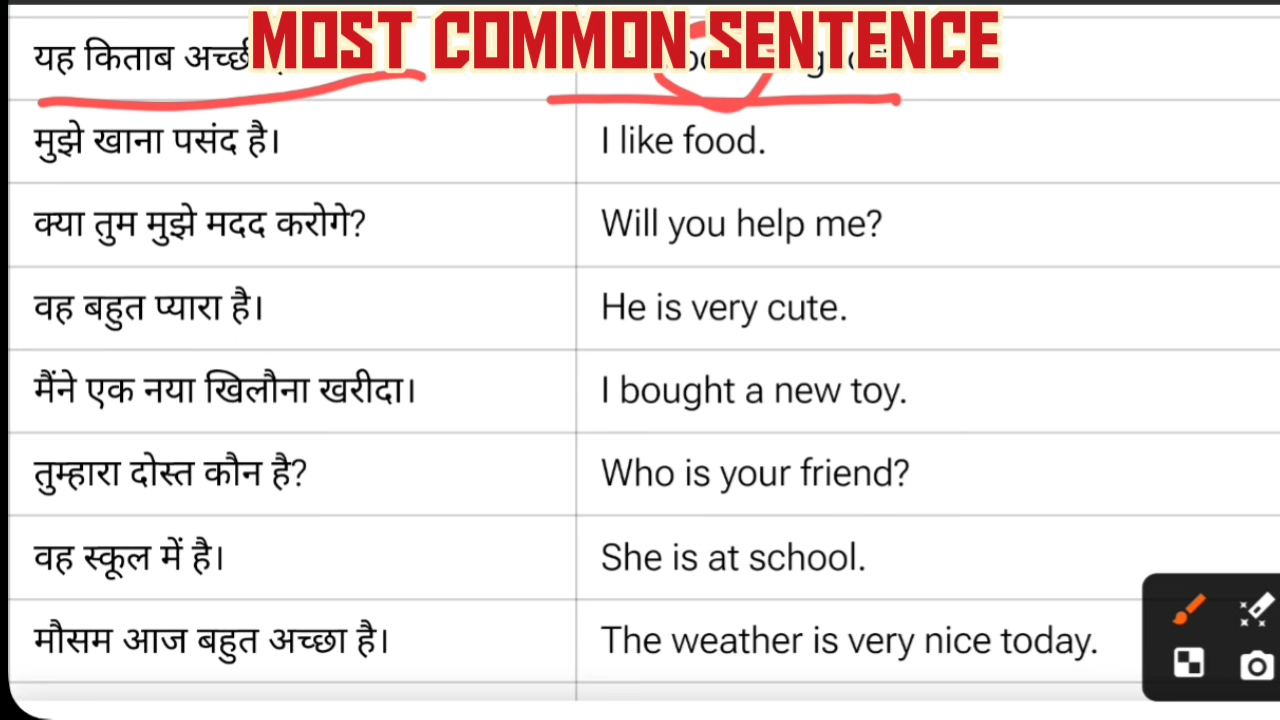 MOST COMMON SENTENCE
यह किताब अच्छी
मुझे खाना पसंद है। I like food.
क्या तुम मुझे मदद करोगे? Will you help me?
वह बहुत प्यारा है। He is very cute.
मैंने एक नया खिलौना खरीदा। I bought a new toy.
तुम्हारा दोस्त कौन है? Who is your friend?
वह स्कूल में है। She is at school.
मौसम आज बहुत अच्छा है। The weather is very nice today.